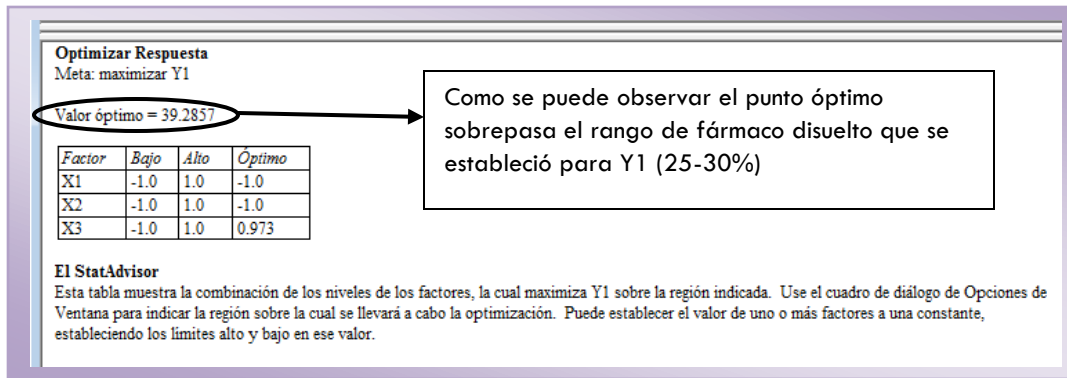 Optimizar Respuesta
Meta: maximizar Y1
Valor óptimo = 39.2857
Como se puede observar el punto óptimo
sobrepasa el rango de fármaco disuelto que se
estableció para Y1 (25-30%)
Factor Bajo Alto Óptimo
X1 -1.0 1.0 -1.0
X2 -1.0 1.0 -1.0
X3 -1.0 1.0 0.973
El StatAdvisor
Esta tabla muestra la combinación de los niveles de los factores, la cual maximiza Y1 sobre la región indicada. Use el cuadro de diálogo de Opciones de
Ventana para indicar la región sobre la cual se llevará a cabo la optimización. Puede establecer el valor de uno o más factores a una constante,
estableciendo los límites alto y bajo en ese valor.